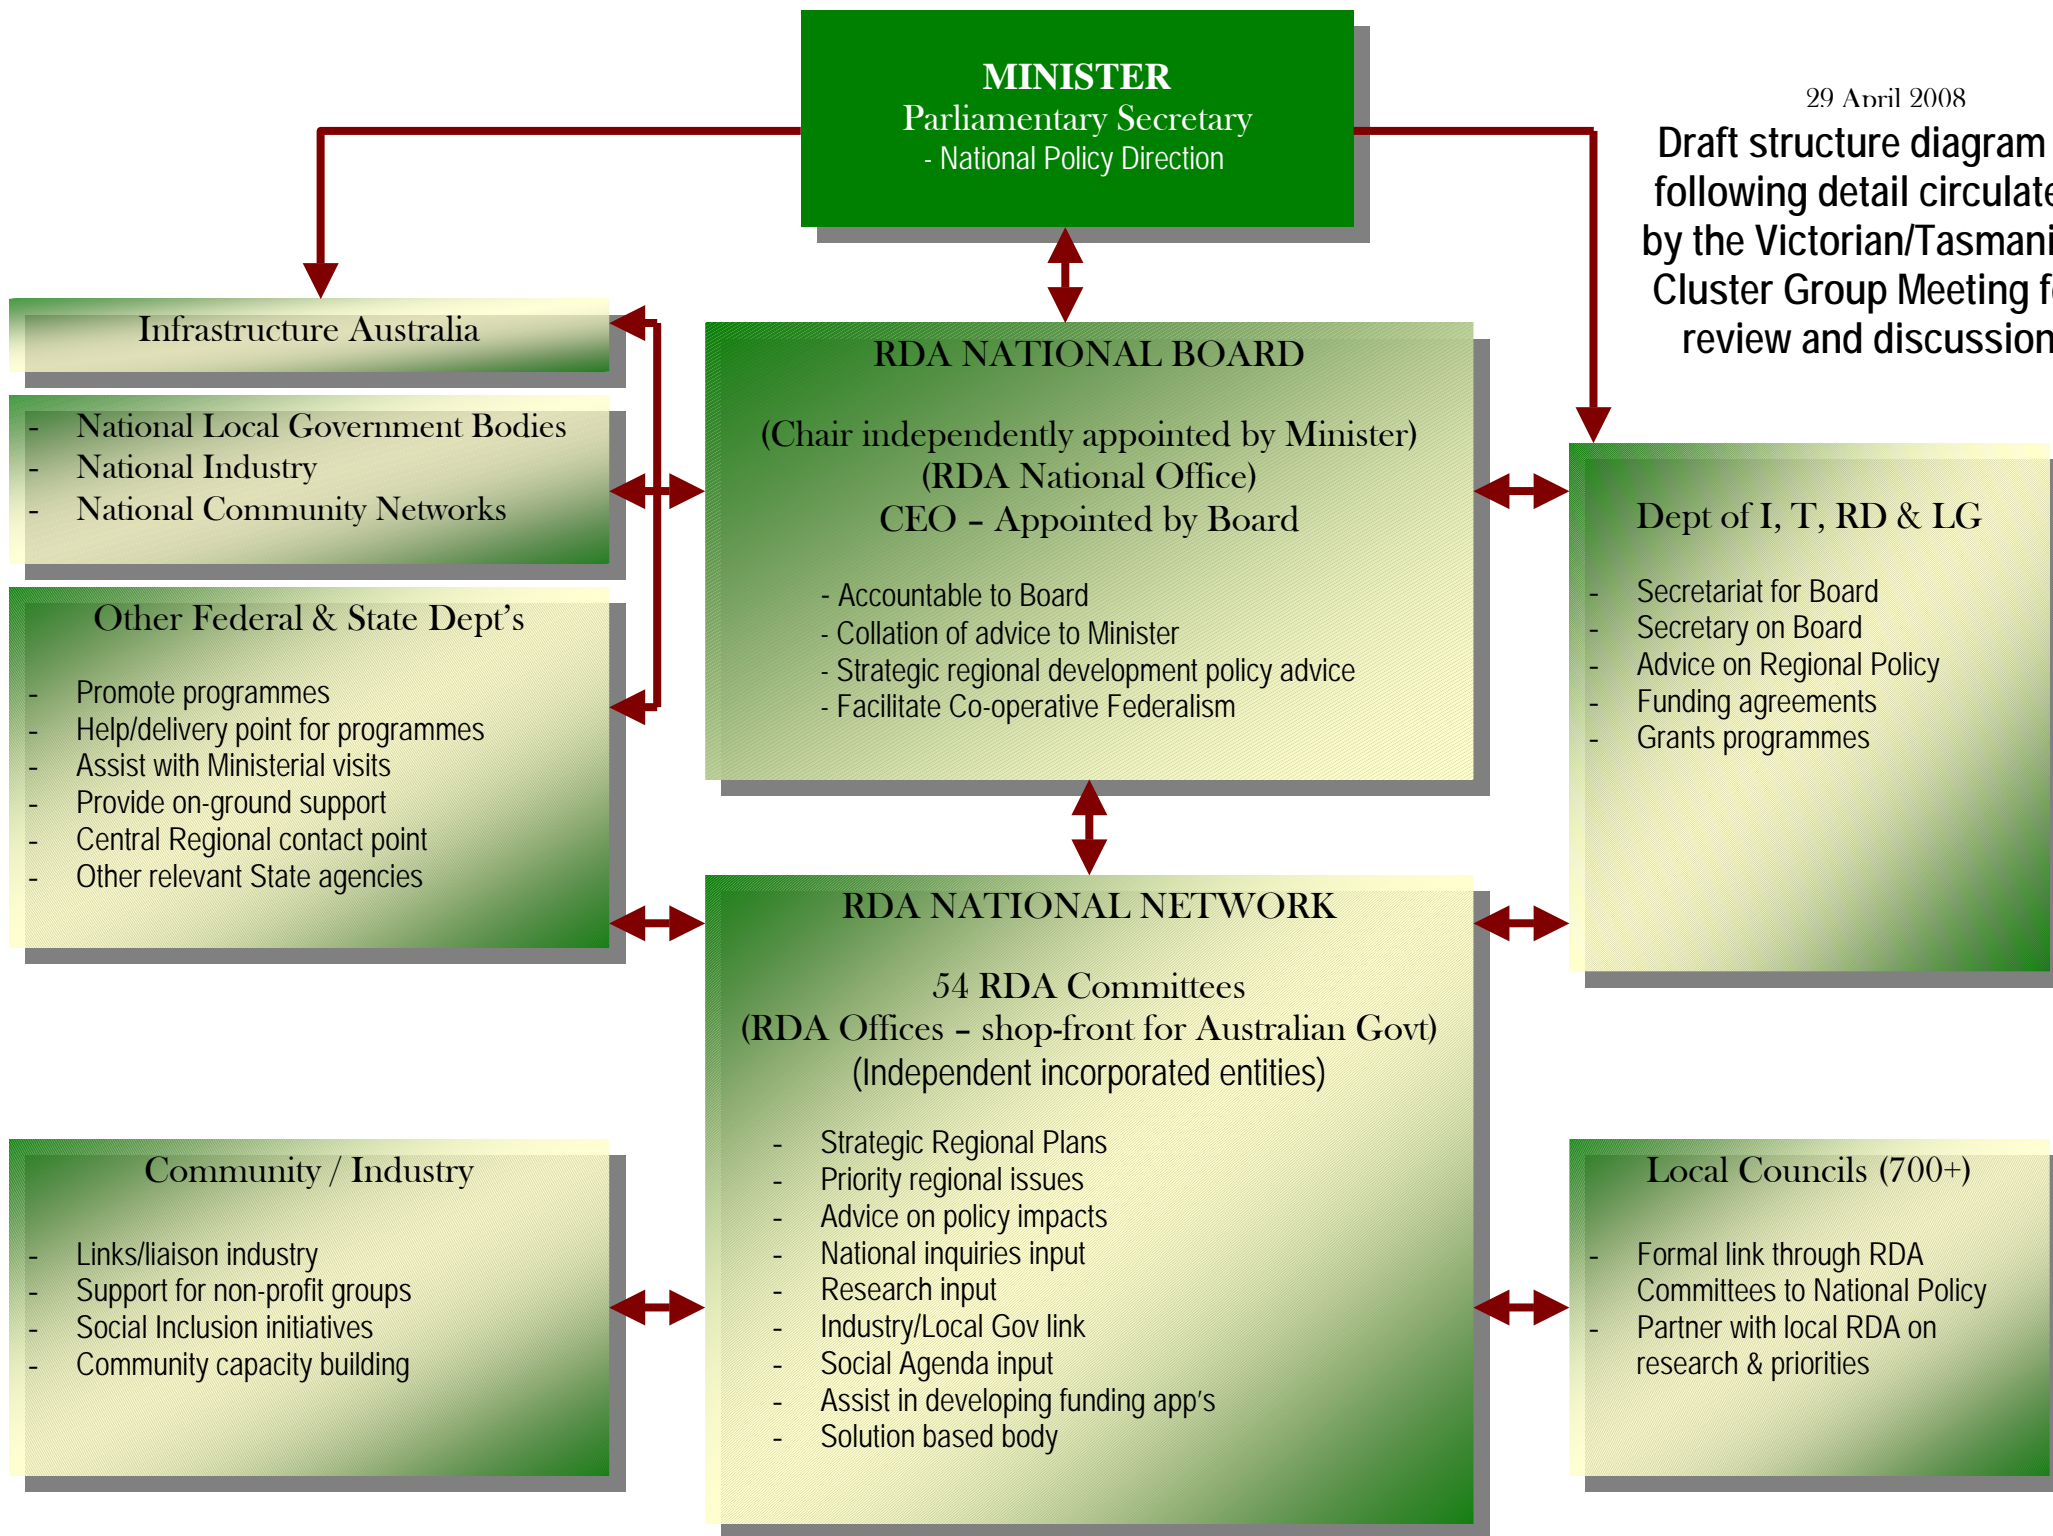 MINISTER
Parliamentary Secretary
- National Policy Direction
29 April 2008
Draft structure diagram
following detail circulate
by the Victorian/Tasmani
Cluster Group Meeting f
review and discussion
Infrastructure Australia
- National Local Government Bodies
- National Industry
- National Community Networks
Other Federal & State Dept’s
- Promote programmes
- Help/delivery point for programmes
- Assist with Ministerial visits
- Provide on-ground support
- Central Regional contact point
- Other relevant State agencies
RDA NATIONAL BOARD
(Chair independently appointed by Minister)
(RDA National Office)
CEO – Appointed by Board
- Accountable to Board
- Collation of advice to Minister
- Strategic regional development policy advice
- Facilitate Co-operative Federalism
Dept of I, T, RD & LG
- Secretariat for Board
- Secretary on Board
- Advice on Regional Policy
- Funding agreements
- Grants programmes
RDA NATIONAL NETWORK
54 RDA Committees
(RDA Offices – shop-front for Australian Govt)
(Independent incorporated entities)
- Strategic Regional Plans
- Priority regional issues
- Advice on policy impacts
- National inquiries input
- Research input
- Industry/Local Gov link
- Social Agenda input
- Assist in developing funding app’s
- Solution based body
Community / Industry
- Links/liaison industry
- Support for non-profit groups
- Social Inclusion initiatives
- Community capacity building
Local Councils (700+)
- Formal link through RDA
Committees to National Policy
- Partner with local RDA on
research & priorities